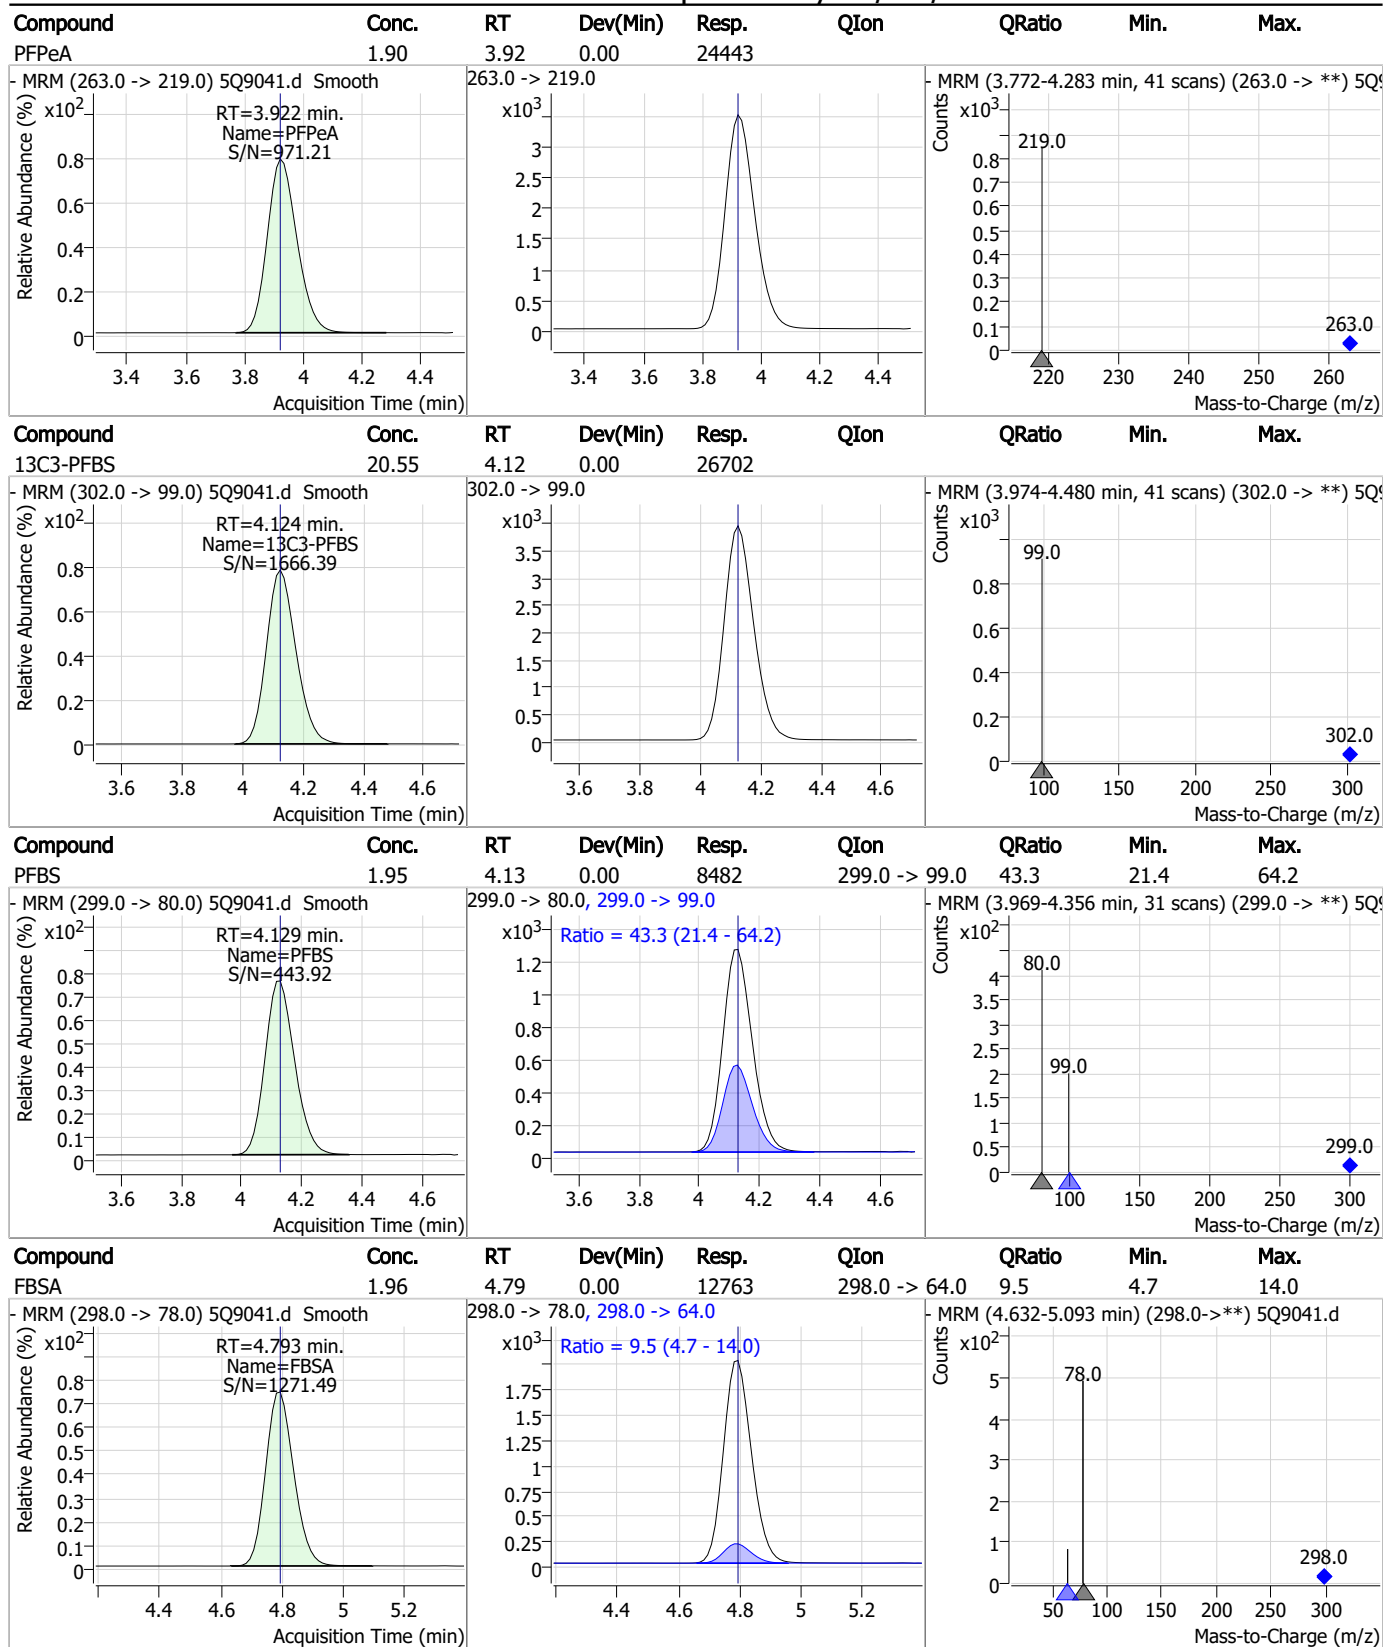 Compound Conc. RT Dev(Min) Resp. QIon QRatio Min. Max.
PFPeA 1.90 3.92 0.00 24443
- MRM (263.0 -> 219.0) 5Q9041.d Smooth
263.0 -> 219.0
- MRM (3.772-4.283 min, 41 scans) (263.0 -> **) 5Q9
Relative Abundance (%)
x10²
RT=3.922 min.
Name=PFPeA
S/N=971.21
0.8
0.6
0.4
0.2
0
3.4 3.6 3.8 4 4.2 4.4
Acquisition Time (min)
x10³
3
2.5
2
1.5
1
0.5
0
3.4 3.6 3.8 4 4.2 4.4
Counts
x10³
219.0
0.8
0.7
0.6
0.5
0.4
0.3
0.2
0.1
0
263.0
220 230 240 250 260
Mass-to-Charge (m/z)
Compound Conc. RT Dev(Min) Resp. QIon QRatio Min. Max.
13C3-PFBS 20.55 4.12 0.00 26702
- MRM (302.0 -> 99.0) 5Q9041.d Smooth
302.0 -> 99.0
- MRM (3.974-4.480 min, 41 scans) (302.0 -> **) 5Q9
Relative Abundance (%)
x10²
RT=4.124 min.
Name=13C3-PFBS
S/N=1666.39
0.8
0.6
0.4
0.2
0
3.6 3.8 4 4.2 4.4 4.6
Acquisition Time (min)
x10³
3.5
3
2.5
2
1.5
1
0.5
0
3.6 3.8 4 4.2 4.4 4.6
Counts
x10³
99.0
0.8
0.6
0.4
0.2
0
302.0
100 150 200 250 300
Mass-to-Charge (m/z)
Compound Conc. RT Dev(Min) Resp. QIon QRatio Min. Max.
PFBS 1.95 4.13 0.00 8482 299.0 -> 99.0 43.3 21.4 64.2
- MRM (299.0 -> 80.0) 5Q9041.d Smooth
299.0 -> 80.0, 299.0 -> 99.0
- MRM (3.969-4.356 min, 31 scans) (299.0 -> **) 5Q9
Relative Abundance (%)
x10²
RT=4.129 min.
Name=PFBS
S/N=443.92
0.8
0.7
0.6
0.5
0.4
0.3
0.2
0.1
0
3.6 3.8 4 4.2 4.4 4.6
Acquisition Time (min)
x10³
Ratio = 43.3 (21.4 - 64.2)
1.2
1
0.8
0.6
0.4
0.2
0
3.6 3.8 4 4.2 4.4 4.6
Counts
x10²
80.0
4
3.5
3
2.5
2
99.0
1.5
1
0.5
0
299.0
100 150 200 250 300
Mass-to-Charge (m/z)
Compound Conc. RT Dev(Min) Resp. QIon QRatio Min. Max.
FBSA 1.96 4.79 0.00 12763 298.0 -> 64.0 9.5 4.7 14.0
- MRM (298.0 -> 78.0) 5Q9041.d Smooth
298.0 -> 78.0, 298.0 -> 64.0
- MRM (4.632-5.093 min) (298.0->**) 5Q9041.d
Relative Abundance (%)
x10²
RT=4.793 min.
Name=FBSA
S/N=1271.49
0.8
0.7
0.6
0.5
0.4
0.3
0.2
0.1
0
4.4 4.6 4.8 5 5.2
Acquisition Time (min)
x10³
Ratio = 9.5 (4.7 - 14.0)
1.75
1.5
1.25
1
0.75
0.5
0.25
0
4.4 4.6 4.8 5 5.2
Counts
x10²
78.0
5
4
3
2
1
0
298.0
50 100 150 200 250 300
Mass-to-Charge (m/z)